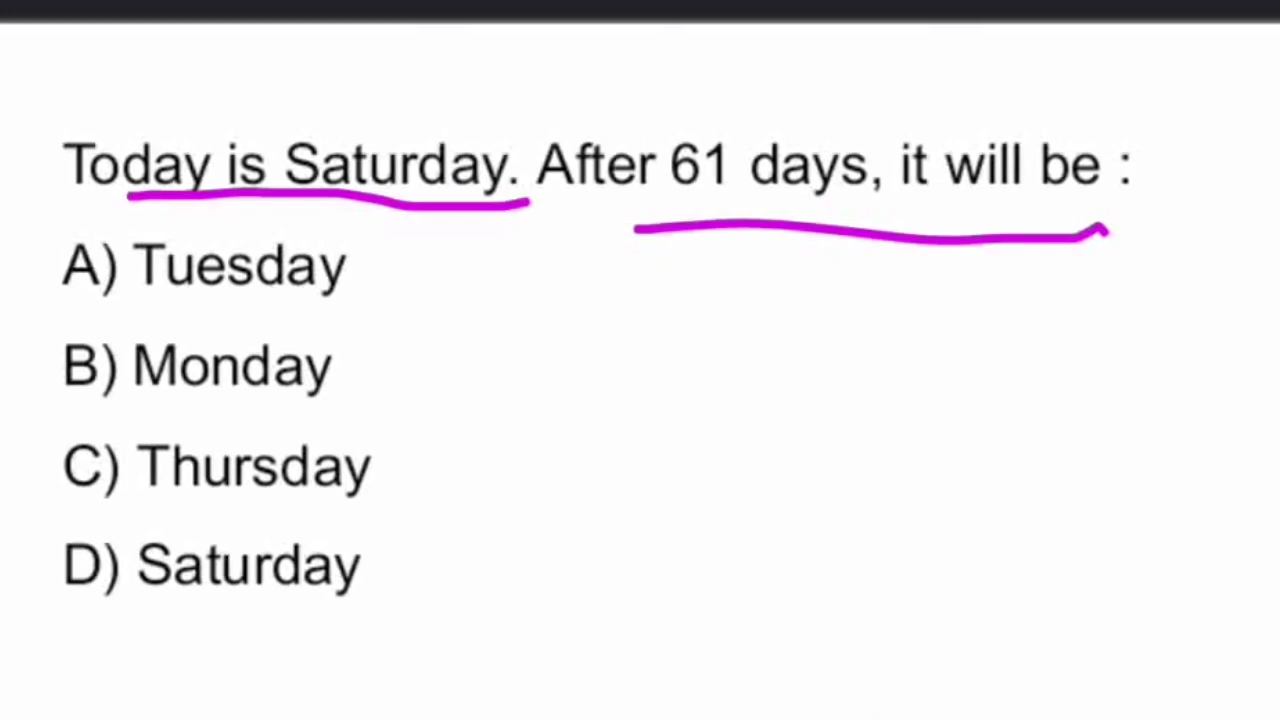 Today is Saturday. After 61 days, it will be :
A) Tuesday
B) Monday
C) Thursday
D) Saturday